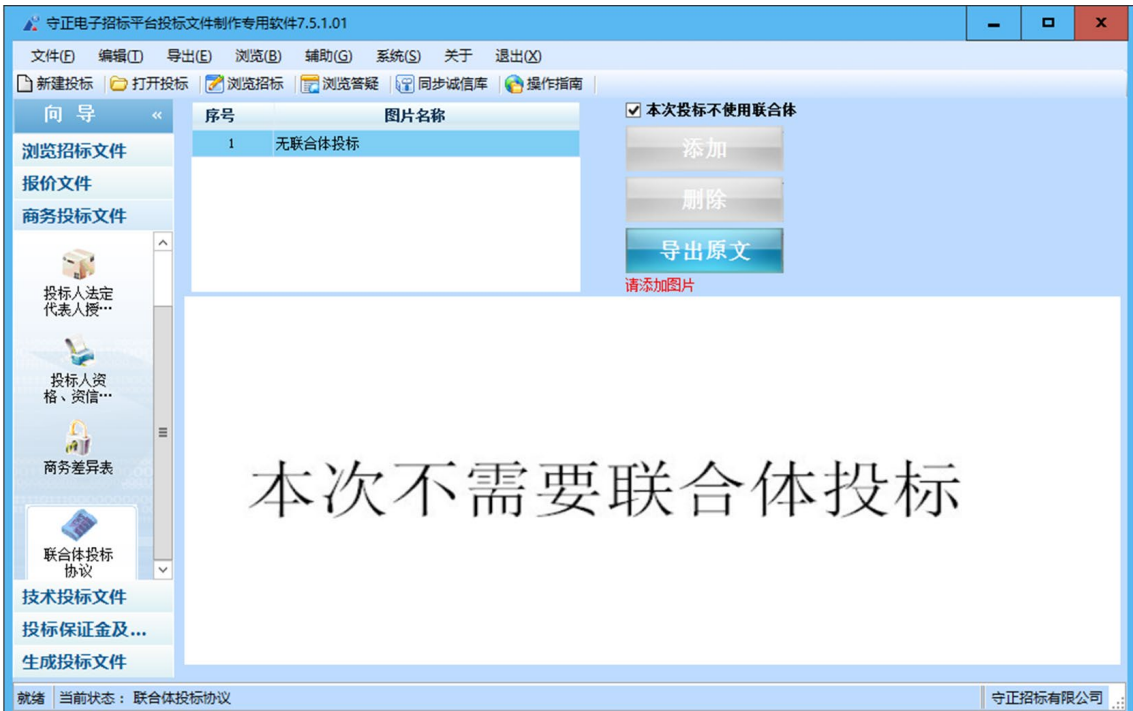 守正电子招标平台投标文件制作专用软件7.5.1.01
文件(F) 编辑(T) 导出(E) 浏览(B) 辅助(G) 系统(S) 关于 退出(X)
新建投标 打开投标 浏览招标 浏览答疑 同步诚信库 操作指南
向 导 «
浏览招标文件
报价文件
商务投标文件
投标人法定
代表人授…
投标人资
格、资信…
商务差异表
联合体投标
协议
技术投标文件
投标保证金及...
生成投标文件
序号 图片名称
1 无联合体投标
本次投标不使用联合体
添加
删除
导出原文
请添加图片
本次不需要联合体投标
就绪 当前状态： 联合体投标协议 守正招标有限公司